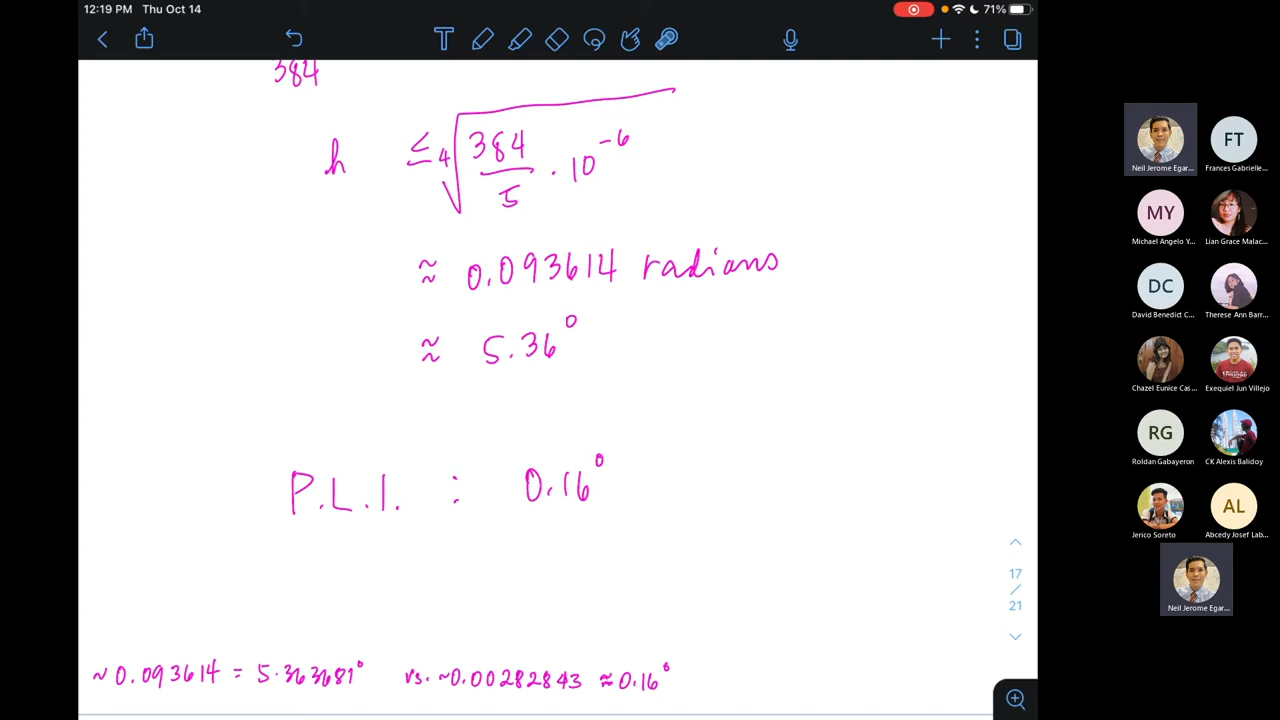 12:19 PM Thu Oct 14 71%
384
h ≤ ⁴√(384/5 · 10⁻⁶)
≈ 0.093614 radians
≈ 5.36°
P.L.I. : 0.16°
≈ 0.093614 = 5.363681° vs. ~0.00282843 ≈ 0.16°
17
/
21
Neil Jerome Egar...
FT
Frances Gabrielle...
MY
Michael Angelo Y...
Lian Grace Malac...
DC
David Benedict C...
Therese Ann Barr...
Chazel Eunice Cas...
Exequiel Jun Villejo
RG
Roldan Gabayeron
CK Alexis Balidoy
Jerico Soreto
AL
Abcedy Josef Lab...
Neil Jerome Egar...